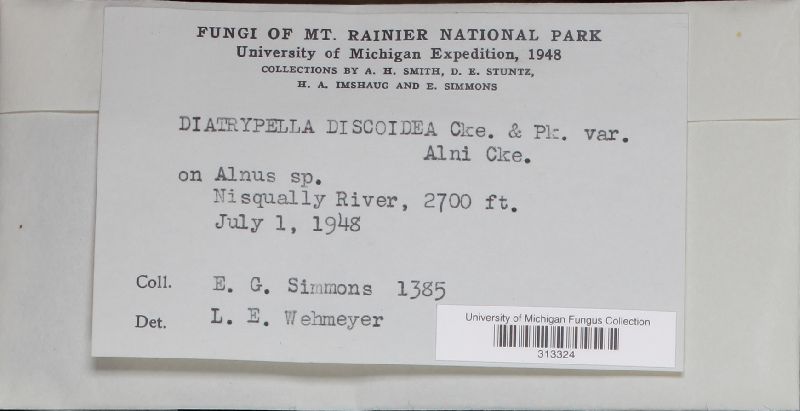 FUNGI OF MT. RAINIER NATIONAL PARK
University of Michigan Expedition, 1948
COLLECTIONS BY A. H. SMITH, D. E. STUNTZ,
H. A. IMSHAUG AND E. SIMMONS
DIATRYPELLA DISCOIDEA Cke. & Pk. var.
Alni Cke.
on Alnus sp.
Nisqually River, 2700 ft.
July 1, 1948
Coll. E. G. Simmons 1385
Det. L. E. Wehmeyer
University of Michigan Fungus Collection
313324